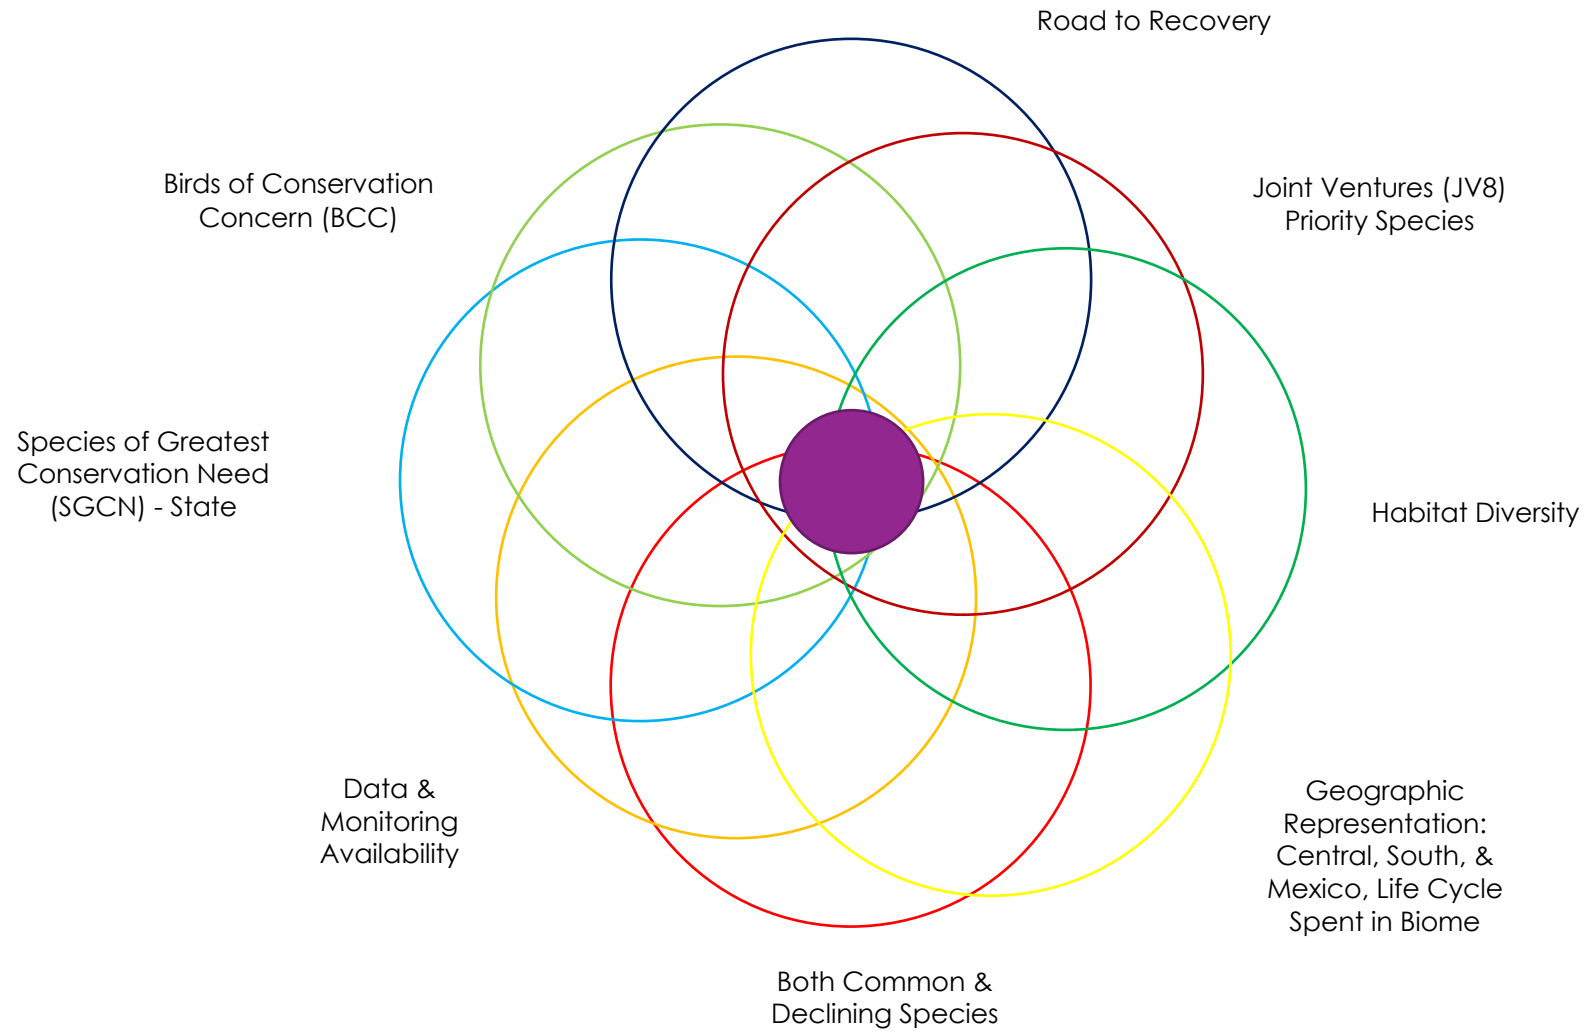 Road to Recovery
Birds of Conservation
Concern (BCC)
Joint Ventures (JV8)
Priority Species
Species of Greatest
Conservation Need
(SGCN) - State
Habitat Diversity
Data &
Monitoring
Availability
Geographic
Representation:
Central, South, &
Mexico, Life Cycle
Spent in Biome
Both Common &
Declining Species